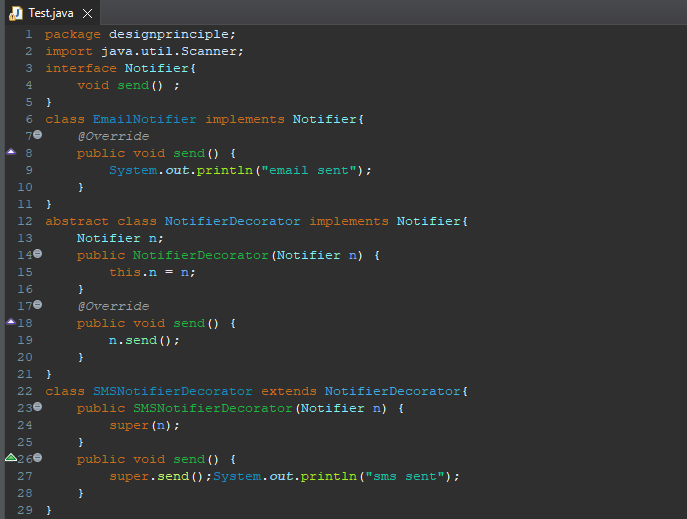 Test.java
1 package designprinciple;
2 import java.util.Scanner;
3 interface Notifier{
4     void send() ;
5 }
6 class EmailNotifier implements Notifier{
7     @Override
8     public void send() {
9         System.out.println("email sent");
10     }
11 }
12 abstract class NotifierDecorator implements Notifier{
13     Notifier n;
14     public NotifierDecorator(Notifier n) {
15         this.n = n;
16     }
17     @Override
18     public void send() {
19         n.send();
20     }
21 }
22 class SMSNotifierDecorator extends NotifierDecorator{
23     public SMSNotifierDecorator(Notifier n) {
24         super(n);
25     }
26     public void send() {
27         super.send();System.out.println("sms sent");
28     }
29 }